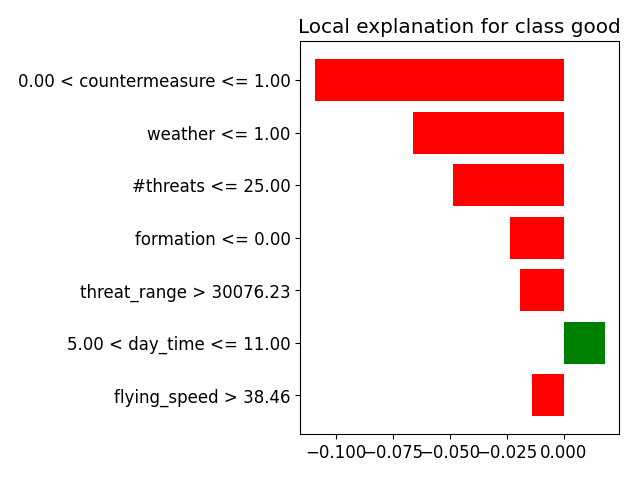 Local explanation for class good
0.00 < countermeasure <= 1.00
weather <= 1.00
#threats <= 25.00
formation <= 0.00
threat_range > 30076.23
5.00 < day_time <= 11.00
flying_speed > 38.46
−0.100 −0.075 −0.050 −0.025 0.000